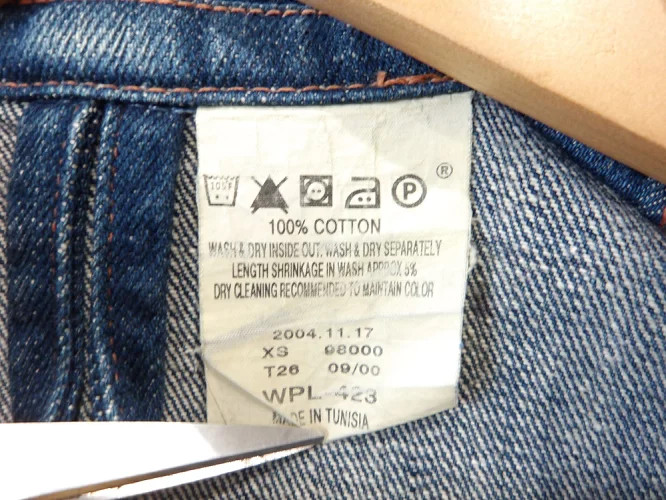 105F
®
P
100% COTTON
WASH & DRY INSIDE OUT. WASH & DRY SEPARATELY
LENGTH SHRINKAGE IN WASH APPROX 5%
DRY CLEANING RECOMMENDED TO MAINTAIN COLOR
2004.11.17
XS 98000
T26 09/00
WPL-423
MADE IN TUNISIA